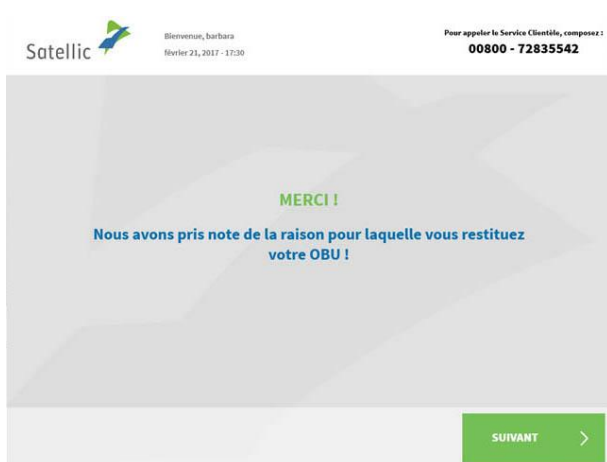 Satellic
Bienvenue, barbara
février 21, 2017 - 17:30
Pour appeler le Service Clientèle, composez :
00800 - 72835542
MERCI !
Nous avons pris note de la raison pour laquelle vous restituez
votre OBU !
SUIVANT